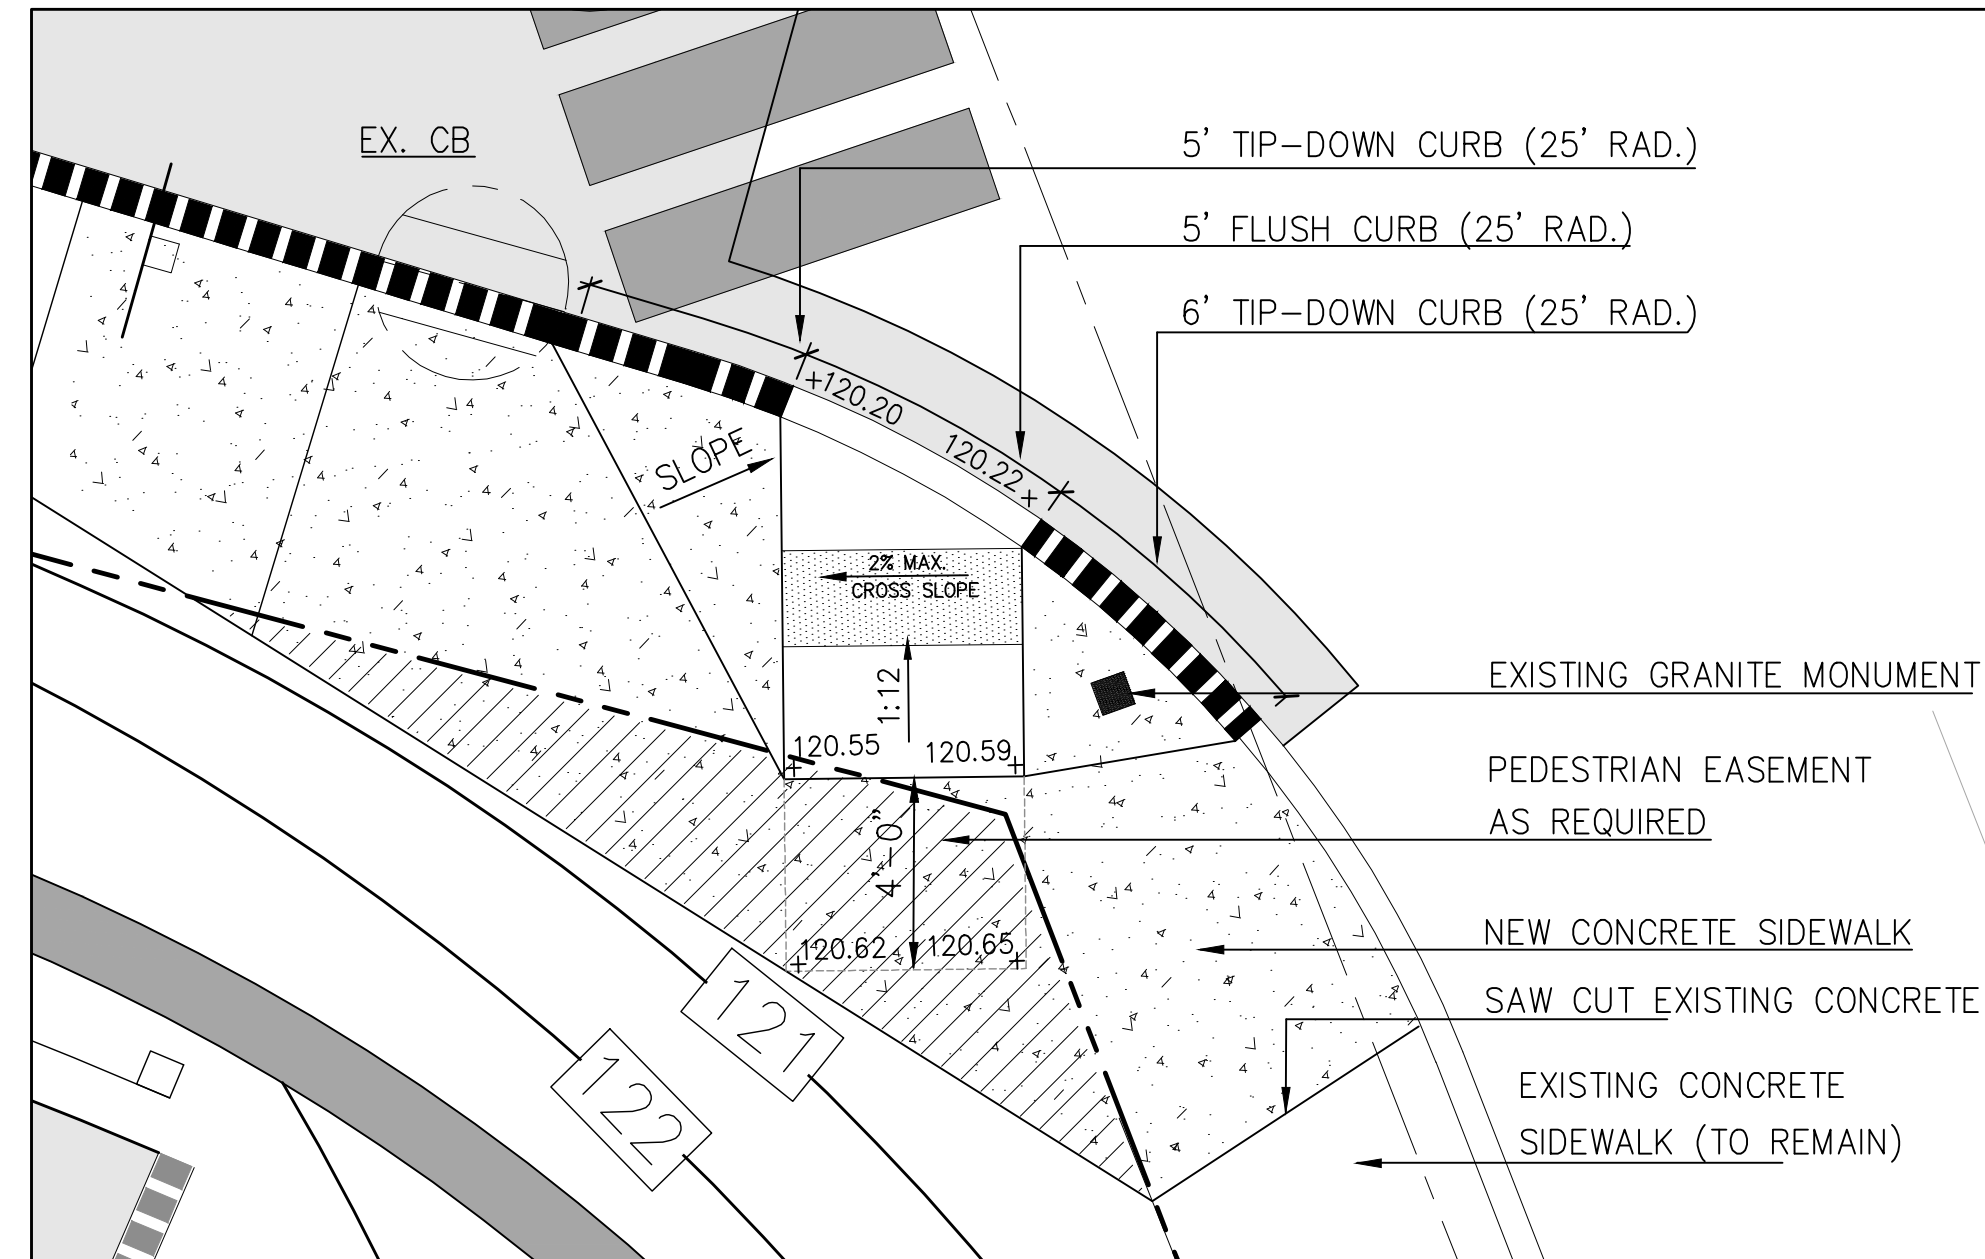 EX. CB
5' TIP-DOWN CURB (25' RAD.)
5' FLUSH CURB (25' RAD.)
6' TIP-DOWN CURB (25' RAD.)
120.20
120.22
SLOPE
2% MAX.
CROSS SLOPE
1:12
120.55
120.59
4'-0"
120.62
120.65
EXISTING GRANITE MONUMENT
PEDESTRIAN EASEMENT
AS REQUIRED
NEW CONCRETE SIDEWALK
SAW CUT EXISTING CONCRETE
EXISTING CONCRETE
SIDEWALK (TO REMAIN)
121
122